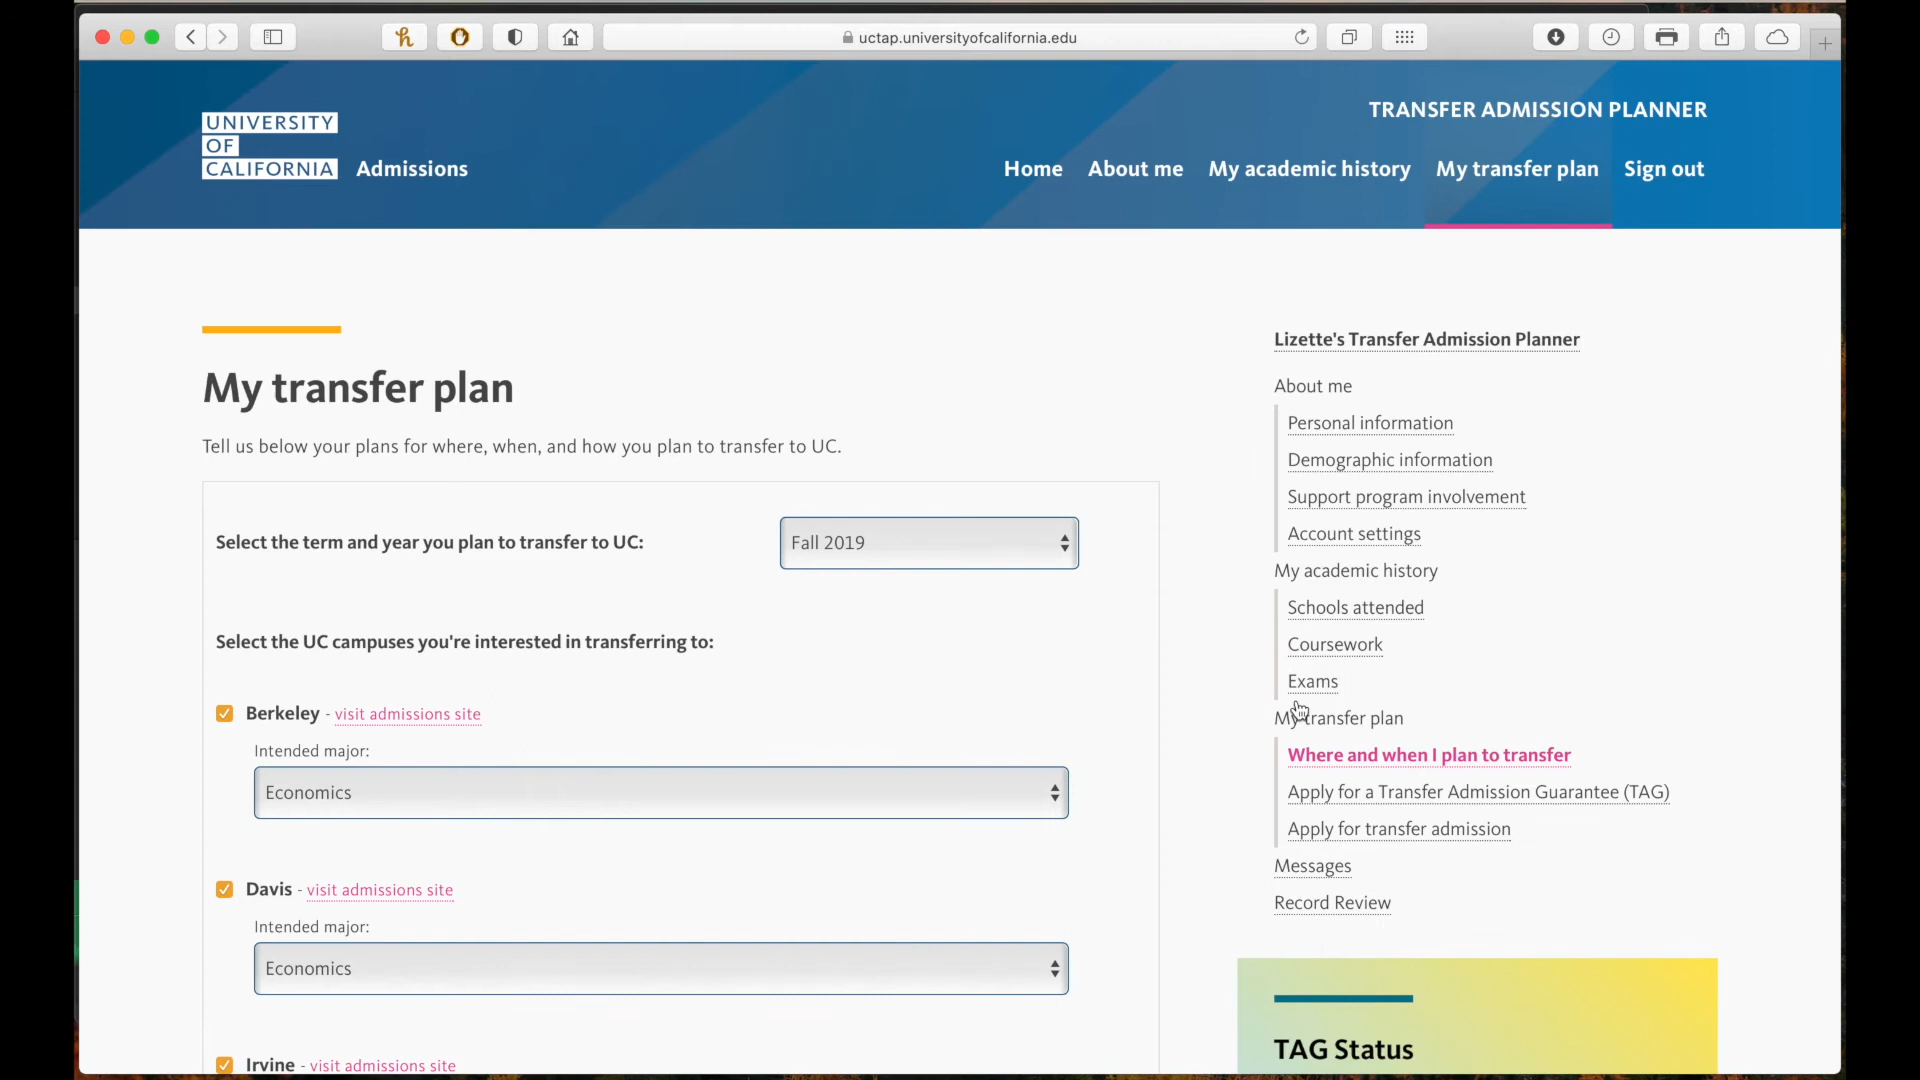 uctap.universityofcalifornia.edu
UNIVERSITY
OF
CALIFORNIA
Admissions
TRANSFER ADMISSION PLANNER
Home About me My academic history My transfer plan Sign out
My transfer plan
Tell us below your plans for where, when, and how you plan to transfer to UC.
Select the term and year you plan to transfer to UC:
Fall 2019
Select the UC campuses you're interested in transferring to:
Berkeley - visit admissions site
Intended major:
Economics
Davis - visit admissions site
Intended major:
Economics
Irvine - visit admissions site
Lizette's Transfer Admission Planner
About me
Personal information
Demographic information
Support program involvement
Account settings
My academic history
Schools attended
Coursework
Exams
My transfer plan
Where and when I plan to transfer
Apply for a Transfer Admission Guarantee (TAG)
Apply for transfer admission
Messages
Record Review
TAG Status